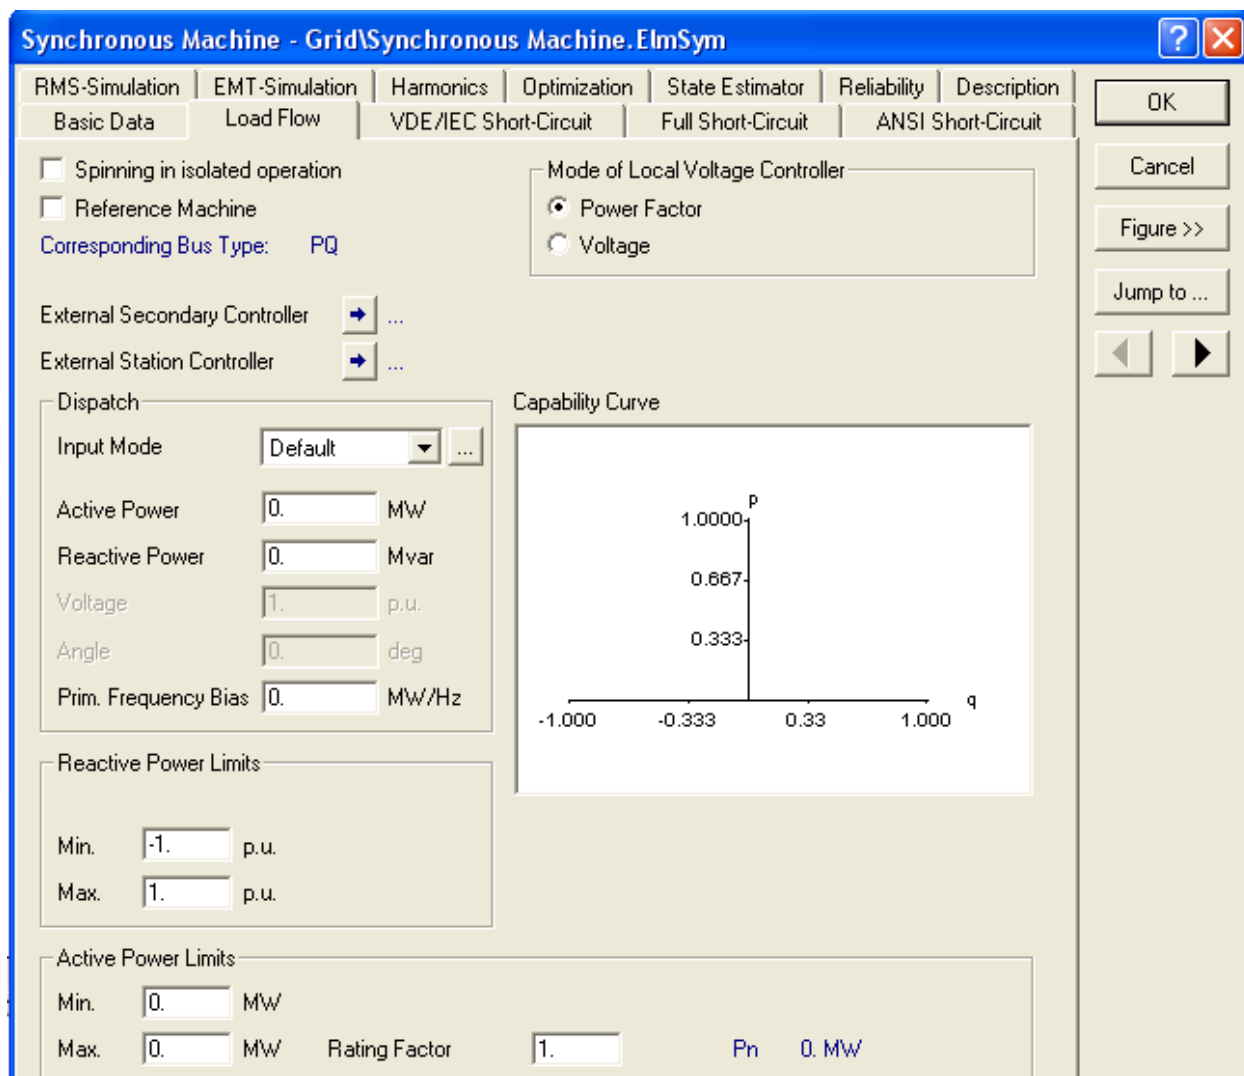 Synchronous Machine - Grid\Synchronous Machine.ElmSym
RMS-Simulation EMT-Simulation Harmonics Optimization State Estimator Reliability Description
Basic Data Load Flow VDE/IEC Short-Circuit Full Short-Circuit ANSI Short-Circuit
OK
Cancel
Figure >>
Jump to ...
Spinning in isolated operation
Reference Machine
Corresponding Bus Type: PQ
Mode of Local Voltage Controller
Power Factor
Voltage
External Secondary Controller ...
External Station Controller ...
Dispatch
Input Mode Default ...
Active Power 0. MW
Reactive Power 0. Mvar
Voltage 1. p.u.
Angle 0. deg
Prim. Frequency Bias 0. MW/Hz
Capability Curve
p
1.0000
0.667
0.333
q
-1.000 -0.333 0.33 1.000
Reactive Power Limits
Min. -1. p.u.
Max. 1. p.u.
Active Power Limits
Min. 0. MW
Max. 0. MW Rating Factor 1. Pn 0. MW